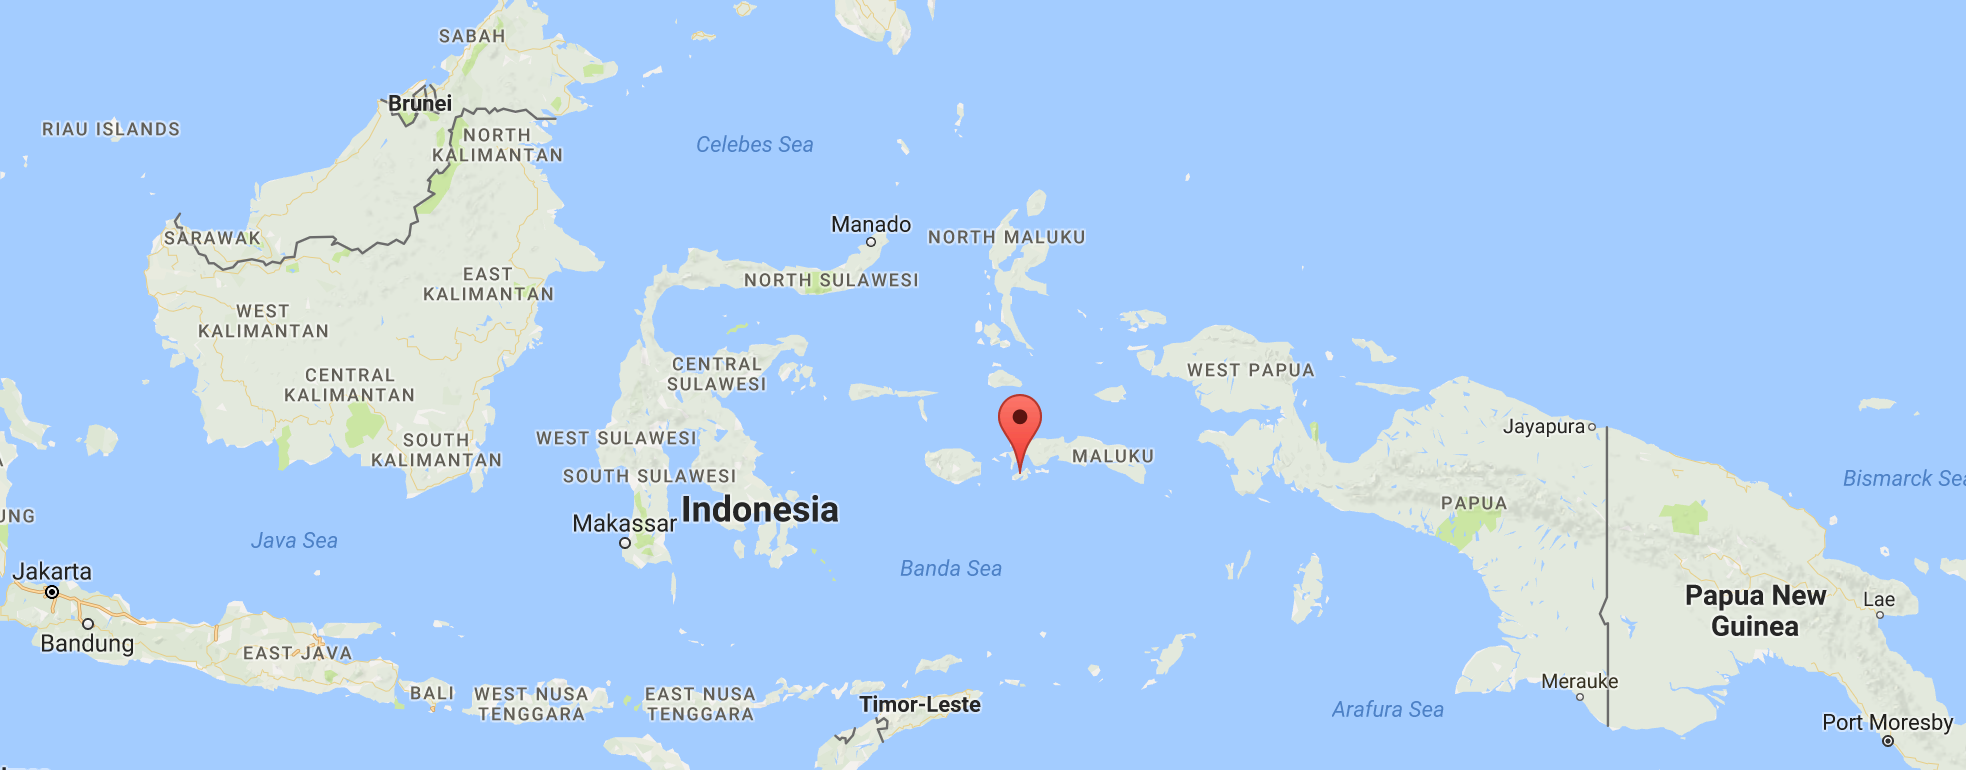 SABAH
Brunei
RIAU ISLANDS
NORTH
KALIMANTAN
Celebes Sea
Manado
NORTH MALUKU
SARAWAK
EAST
KALIMANTAN
NORTH SULAWESI
WEST
KALIMANTAN
CENTRAL
SULAWESI
WEST PAPUA
CENTRAL
KALIMANTAN
Jayapura
WEST SULAWESI
SOUTH
KALIMANTAN
MALUKU
SOUTH SULAWESI
Bismarck Sea
PAPUA
Indonesia
UNG
Makassar
Java Sea
Banda Sea
Jakarta
Papua New
Guinea
Lae
Bandung
EAST JAVA
Merauke
BALI
WEST NUSA
TENGGARA
EAST NUSA
TENGGARA
Timor-Leste
Arafura Sea
Port Moresby